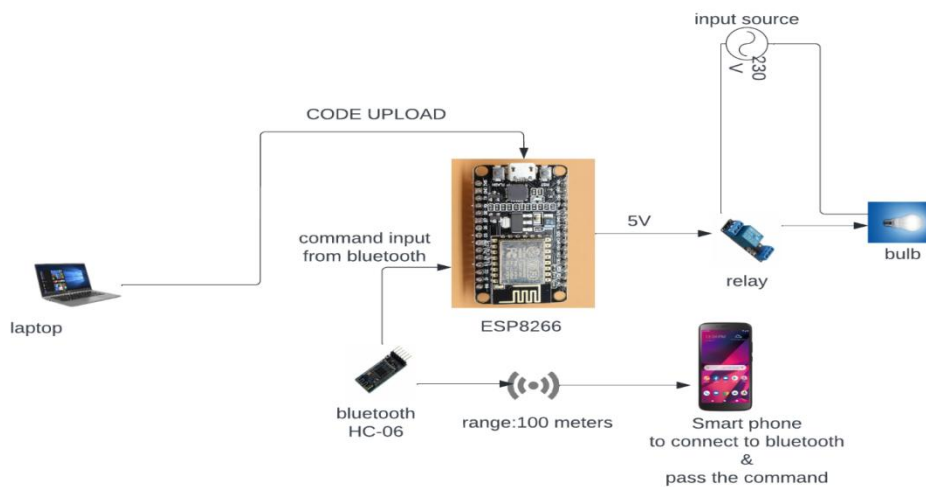 input source
230
V
CODE UPLOAD
command input
from bluetooth
5V
relay
bulb
laptop
ESP8266
bluetooth
HC-06
range:100 meters
Smart phone
to connect to bluetooth
&
pass the command